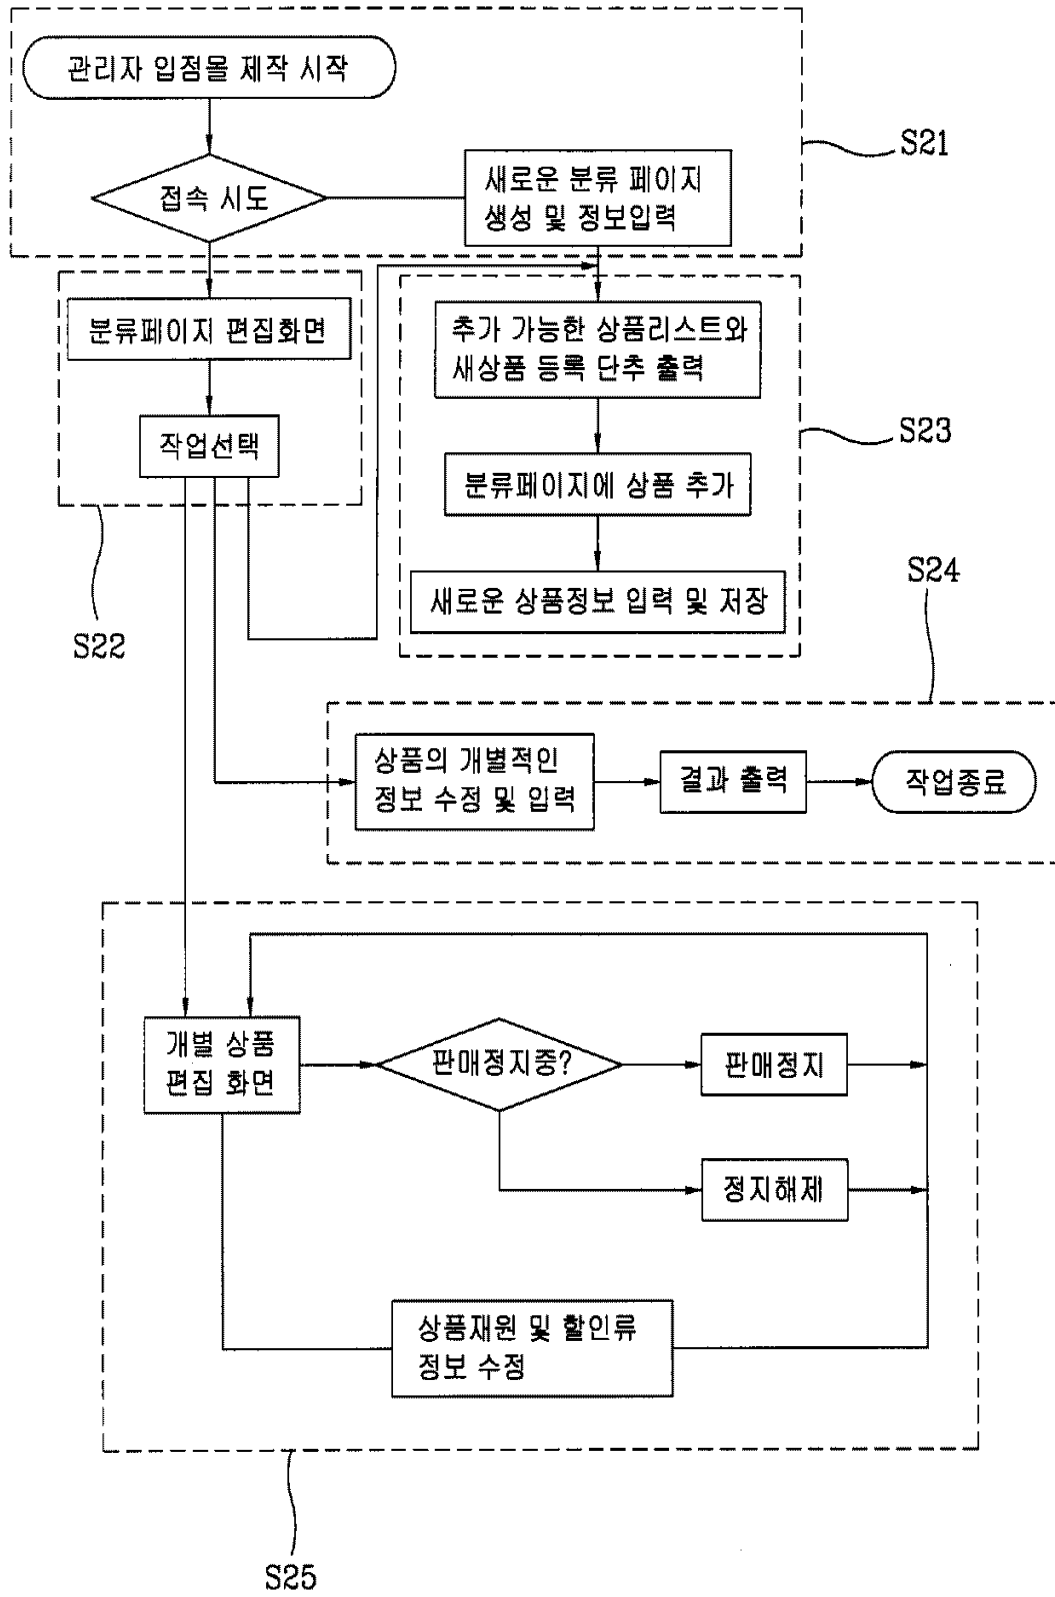 관리자 입점몰 제작 시작
S21
접속 시도
새로운 분류 페이지
생성 및 정보입력
분류페이지 편집화면
작업선택
S22
추가 가능한 상품리스트와
새상품 등록 단추 출력
분류페이지에 상품 추가
새로운 상품정보 입력 및 저장
S23
S24
상품의 개별적인
정보 수정 및 입력
결과 출력
작업종료
개별 상품
편집 화면
판매정지중?
판매정지
정지해제
상품재원 및 할인류
정보 수정
S25